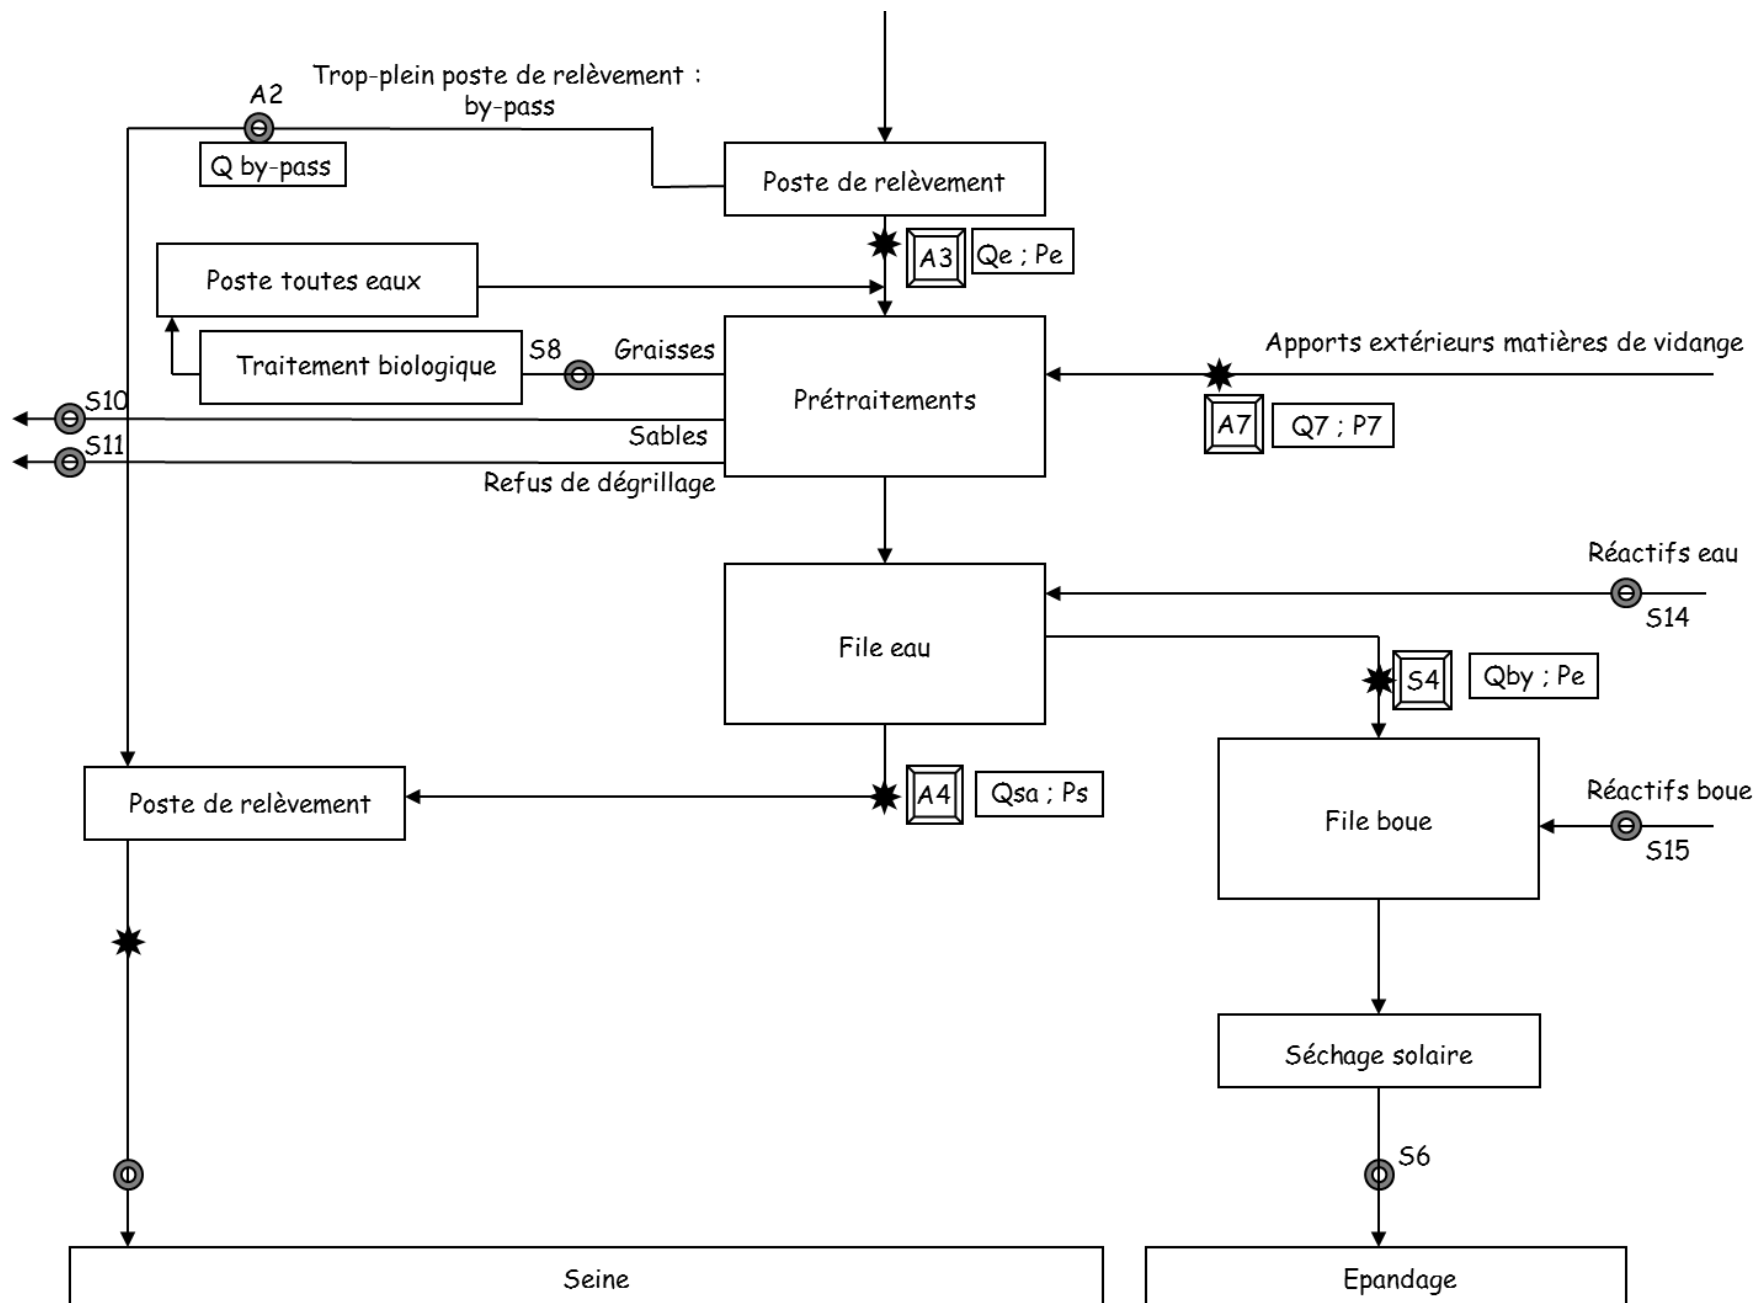 Trop-plein poste de relèvement :
by-pass
A2
Q by-pass
Poste de relèvement
A3
Qe ; Pe
Poste toutes eaux
Traitement biologique
S8
Graisses
Prétraitements
Apports extérieurs matières de vidange
A7
Q7 ; P7
S10
Sables
S11
Refus de dégrillage
Réactifs eau
S14
File eau
S4
Qby ; Pe
Poste de relèvement
A4
Qsa ; Ps
File boue
Réactifs boue
S15
Séchage solaire
S6
Seine
Epandage